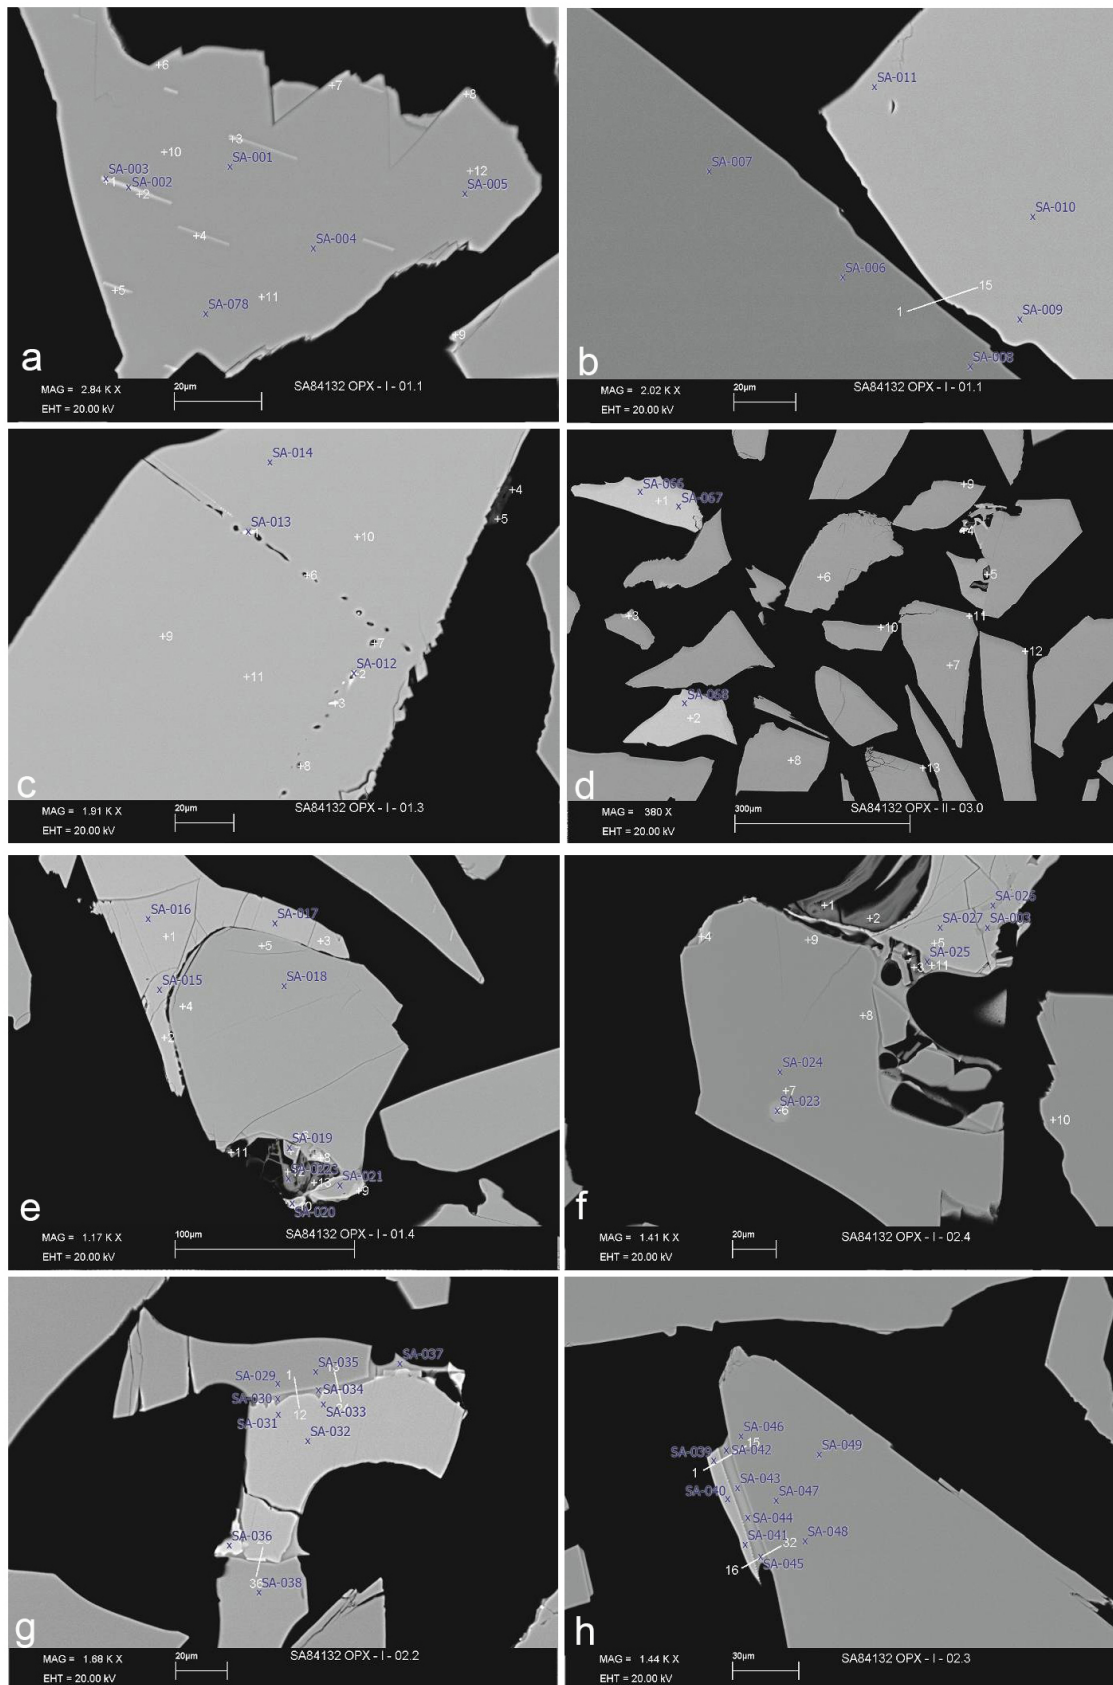 +6
+7
+8
+3
+10
SA-001
SA-003
+1
SA-002
+2
+12
SA-005
+4
SA-004
+5
+11
SA-078
+9
a
MAG = 2.84 K X
20µm
SA84132 OPX - I - 01.1
EHT = 20.00 kV
SA-011
SA-007
SA-010
SA-006
15
1
SA-009
SA-008
b
MAG = 2.02 K X
20µm
SA84132 OPX - I - 01.1
EHT = 20.00 kV
SA-014
+4
SA-013
+5
+10
+6
+9
+7
SA-012
+11
+3
+8
c
MAG = 1.91 K X
20µm
SA84132 OPX - I - 01.3
EHT = 20.00 kV
SA-066
+9
+1
SA-067
+4
+6
+5
+3
+11
+10
+12
+7
SA-068
+2
+8
+13
d
MAG = 380 X
300µm
SA84132 OPX - II - 03.0
EHT = 20.00 kV
SA-016
SA-017
+1
+3
+5
SA-018
SA-015
+4
+2
SA-019
+11
+8
+13
SA-021
+9
SA-020
e
MAG = 1.17 K X
100µm
SA84132 OPX - I - 01.4
EHT = 20.00 kV
+1
SA-026
+2
SA-027
SA-003
+4
+9
+5
SA-025
+3
+11
+8
SA-024
+7
SA-023
+10
f
MAG = 1.41 K X
20µm
SA84132 OPX - I - 02.4
EHT = 20.00 kV
SA-037
SA-035
SA-029
1
SA-034
SA-030
SA-033
SA-031
12
SA-032
SA-036
SA-038
g
MAG = 1.68 K X
20µm
SA84132 OPX - I - 02.2
EHT = 20.00 kV
SA-046
15
SA-039
SA-042
SA-049
1
SA-043
SA-040
SA-047
SA-044
SA-041
32
SA-048
16
SA-045
h
MAG = 1.44 K X
30µm
SA84132 OPX - I - 02.3
EHT = 20.00 kV